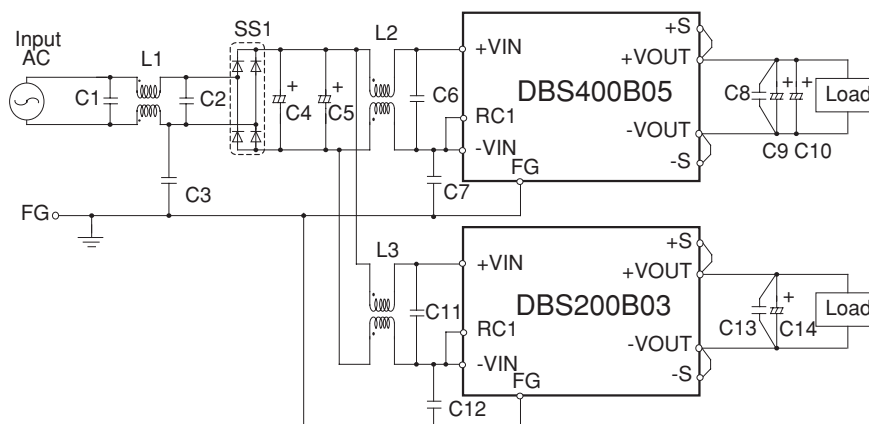 Input
AC
L1
C1
C2
SS1
+
C4
+
C5
L2
C6
+VIN
RC1
-VIN
FG
DBS400B05
+S
+VOUT
-VOUT
-S
C8
+
+
C9
C10
Load
C3
C7
FG
L3
C11
+VIN
RC1
-VIN
FG
DBS200B03
+S
+VOUT
-VOUT
-S
C13
+
C14
Load
C12